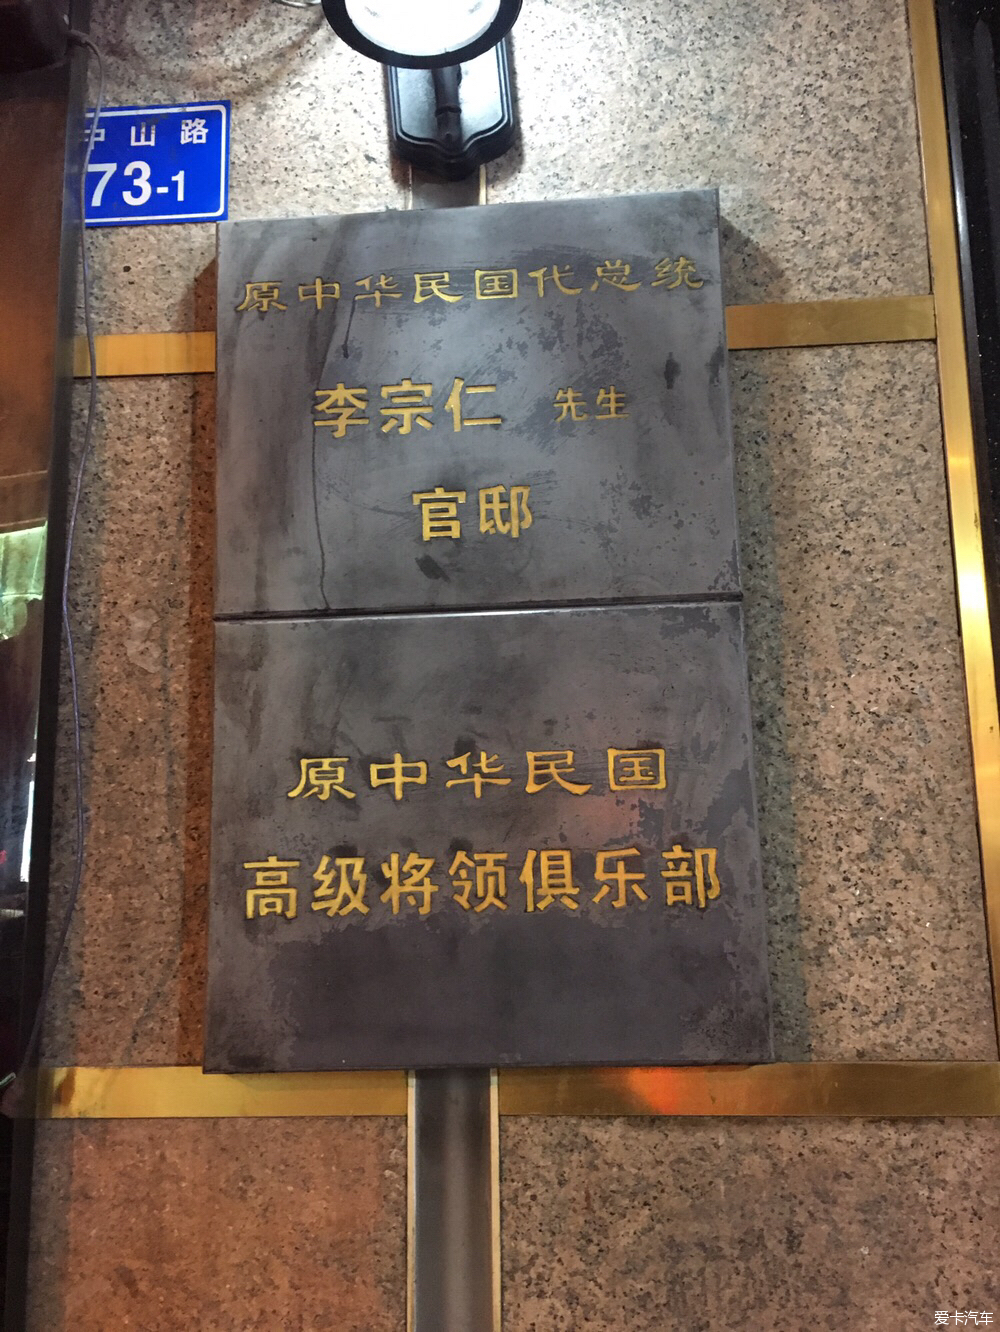 中山路
73-1
原中华民国代总统
李宗仁 先生
官邸
原中华民国
高级将领俱乐部
爱卡汽车